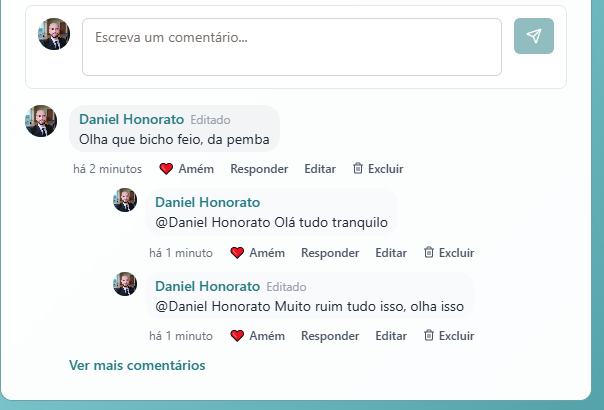 Escreva um comentário...
Daniel Honorato Editado
Olha que bicho feio, da pemba
há 2 minutos Amém Responder Editar Excluir
Daniel Honorato
@Daniel Honorato Olá tudo tranquilo
há 1 minuto Amém Responder Editar Excluir
Daniel Honorato Editado
@Daniel Honorato Muito ruim tudo isso, olha isso
há 1 minuto Amém Responder Editar Excluir
Ver mais comentários